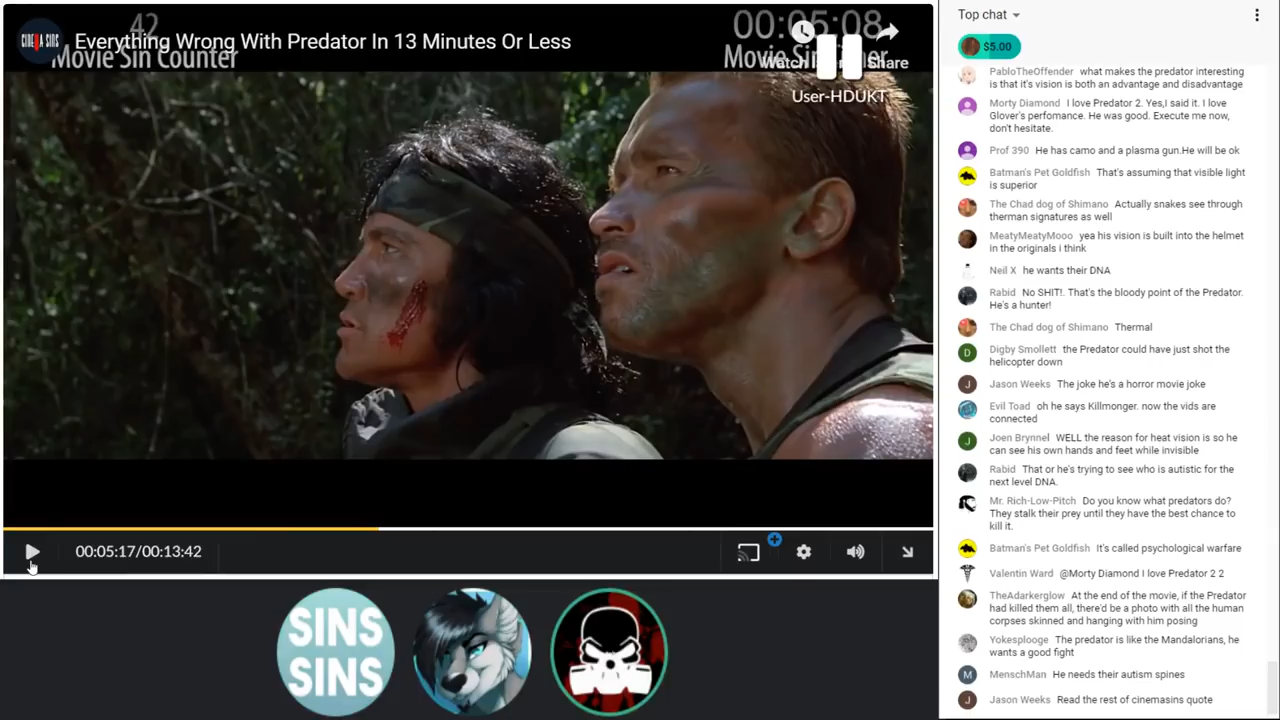 42
Movie Sin Counter
00:05:08
CINEMA SINS
Everything Wrong With Predator In 13 Minutes Or Less
Share
User-HDUKT
00:05:17/00:13:42
SINS
SINS
Top chat
$5.00
PabloTheOffender what makes the predator interesting
is that it's vision is both an advantage and disadvantage
Morty Diamond I love Predator 2. Yes,I said it. I love
Glover's perfomance. He was good. Execute me now,
don't hesitate.
Prof 390 He has camo and a plasma gun.He will be ok
Batman's Pet Goldfish That's assuming that visible light
is superior
The Chad dog of Shimano Actually snakes see through
therman signatures as well
MeatyMeatyMooo yea his vision is built into the helmet
in the originals i think
Neil X he wants their DNA
Rabid No SHIT!. That's the bloody point of the Predator.
He's a hunter!
The Chad dog of Shimano Thermal
D
Digby Smollett the Predator could have just shot the
helicopter down
J
Jason Weeks The joke he's a horror movie joke
Evil Toad oh he says Killmonger. now the vids are
connected
J
Joen Brynnel WELL the reason for heat vision is so he
can see his own hands and feet while invisible
Rabid That or he's trying to see who is autistic for the
next level DNA.
Mr. Rich-Low-Pitch Do you know what predators do?
They stalk their prey until they have the best chance to
kill it.
Batman's Pet Goldfish It's called psychological warfare
Valentin Ward @Morty Diamond I love Predator 2 2
TheAdarkerglow At the end of the movie, if the Predator
had killed them all, there'd be a photo with all the human
corpses skinned and hanging with him posing
Yokesplooge The predator is like the Mandalorians, he
wants a good fight
M
MenschMan He needs their autism spines
J
Jason Weeks Read the rest of cinemasins quote